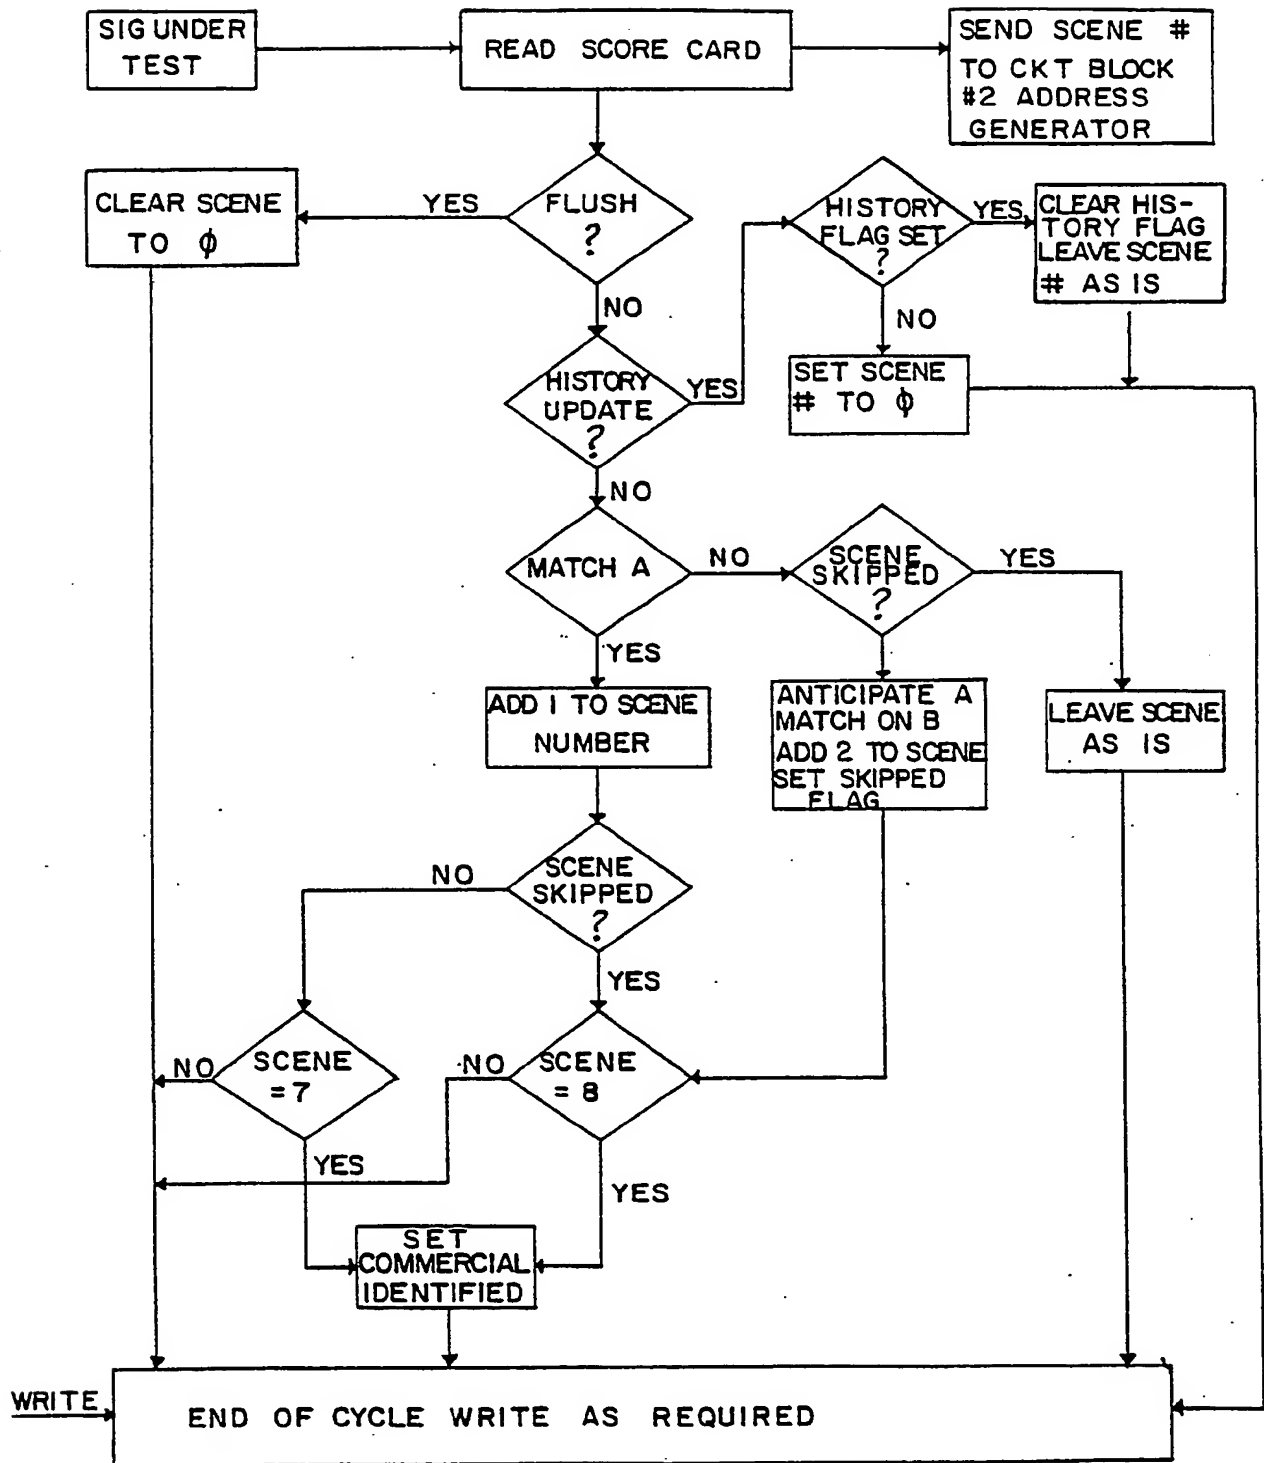 SIG UNDER
TEST
READ SCORE CARD
SEND SCENE #
TO CKT BLOCK
#2 ADDRESS
GENERATOR
CLEAR SCENE
TO φ
YES
FLUSH
?
NO
HISTORY
FLAG SET
?
YES
CLEAR HIS-
TORY FLAG
LEAVE SCENE
# AS IS
NO
HISTORY
UPDATE
?
YES
SET SCENE
# TO φ
NO
MATCH A
NO
SCENE
SKIPPED
?
YES
YES
ADD 1 TO SCENE
NUMBER
ANTICIPATE A
MATCH ON B
ADD 2 TO SCENE
SET SKIPPED
FLAG
LEAVE SCENE
AS IS
NO
SCENE
SKIPPED
?
YES
NO
SCENE
=7
NO
SCENE
=8
YES
YES
SET
COMMERCIAL
IDENTIFIED
WRITE
END OF CYCLE WRITE AS REQUIRED